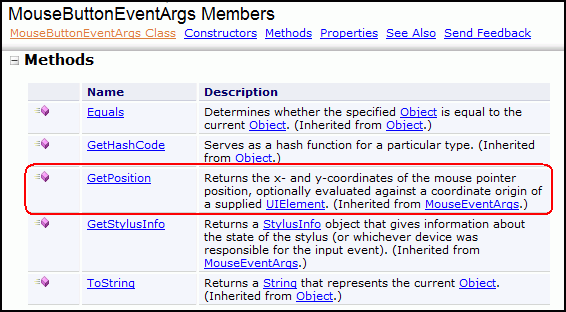 MouseButtonEventArgs Members
MouseButtonEventArgs Class Constructors Methods Properties See Also Send Feedback
Methods
Name Description
Equals Determines whether the specified Object is equal to the
current Object. (Inherited from Object.)
GetHashCode Serves as a hash function for a particular type. (Inherited
from Object.)
GetPosition Returns the x- and y-coordinates of the mouse pointer
position, optionally evaluated against a coordinate origin of
a supplied UIElement. (Inherited from MouseEventArgs.)
GetStylusInfo Returns a StylusInfo object that gives information about
the state of the stylus (or whichever device was
responsible for the input event). (Inherited from
MouseEventArgs.)
ToString Returns a String that represents the current Object.
(Inherited from Object.)